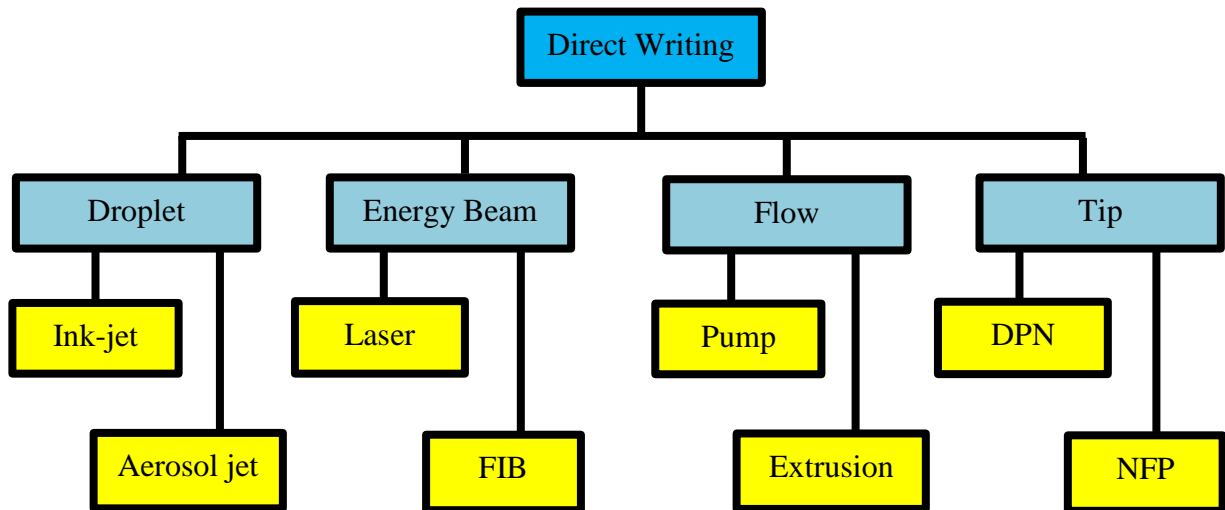 Direct Writing
Droplet
Energy Beam
Flow
Tip
Ink-jet
Laser
Pump
DPN
Aerosol jet
FIB
Extrusion
NFP